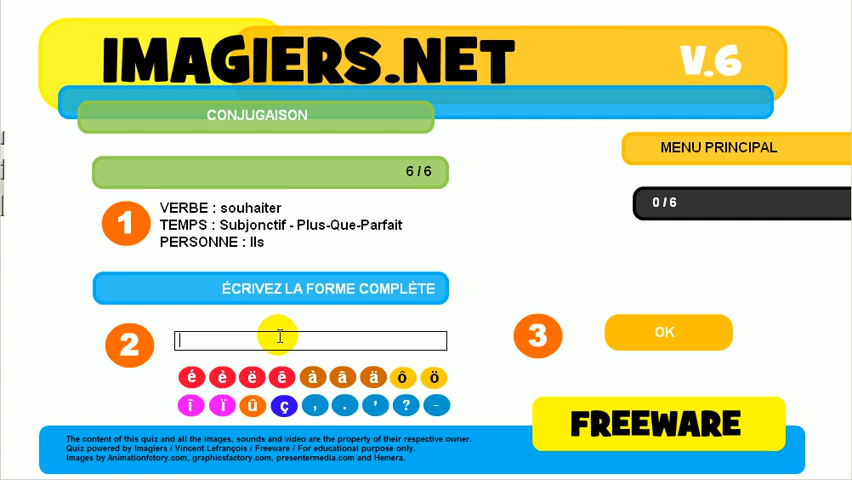 IMAGIERS.NET
V.6
CONJUGAISON
MENU PRINCIPAL
6 / 6
0 / 6
1
VERBE : souhaiter
TEMPS : Subjonctif - Plus-Que-Parfait
PERSONNE : Ils
ÉCRIVEZ LA FORME COMPLÈTE
2
3
OK
é è ë ē à â ä ô ö
î ï û ç , . ' ? -
FREEWARE
The content of this quiz and all the images, sounds and video are the property of their respective owner.
Quiz powered by Imagiers / Vincent Lefrançois / Freeware / For educational purpose only.
Images by Animationfctory.com, graphicsfactory.com, presentermedia.com and Hemera.